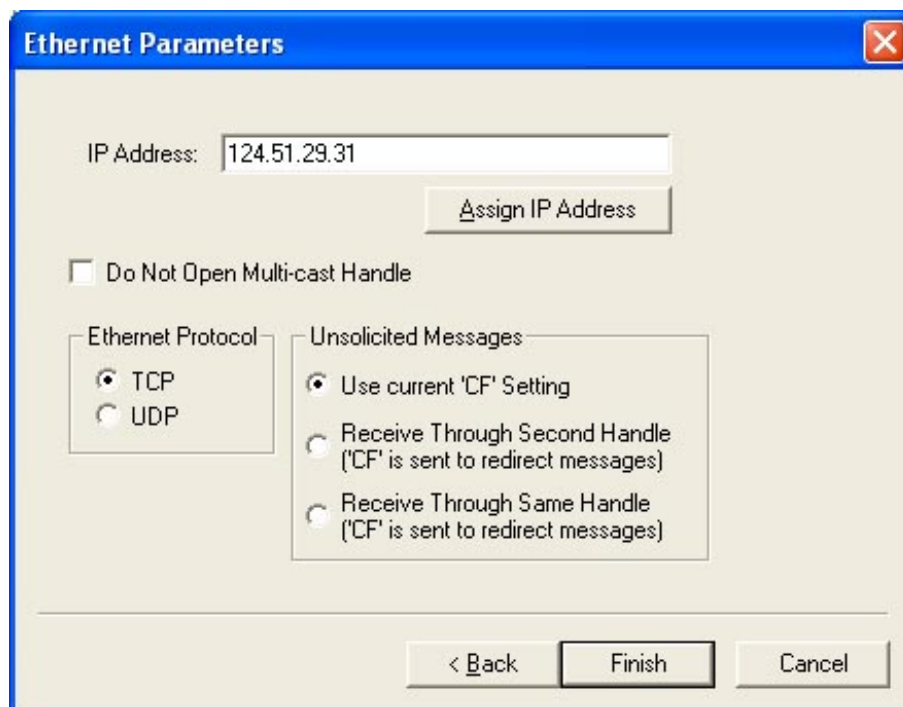 Ethernet Parameters
IP Address: 124.51.29.31
Assign IP Address
Do Not Open Multi-cast Handle
Ethernet Protocol
TCP
UDP
Unsolicited Messages
Use current 'CF' Setting
Receive Through Second Handle
('CF' is sent to redirect messages)
Receive Through Same Handle
('CF' is sent to redirect messages)
< Back
Finish
Cancel